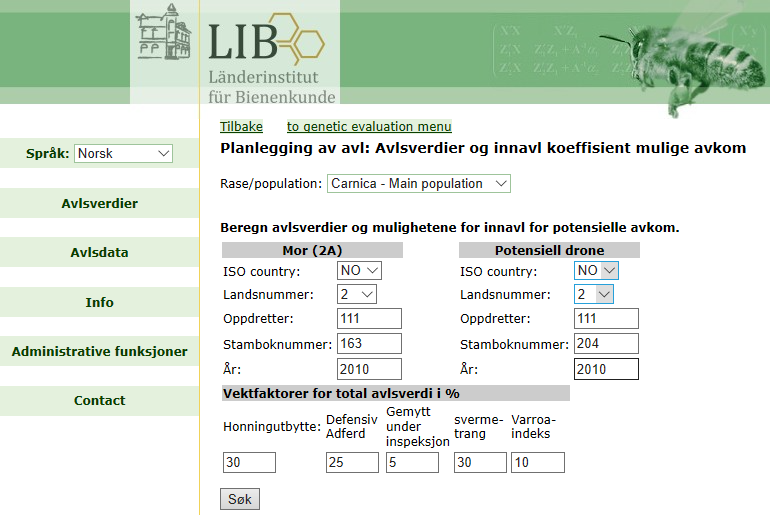 LIB
Länderinstitut
für Bienenkunde
Tilbake to genetic evaluation menu
Språk: Norsk
Avlsverdier
Avlsdata
Info
Administrative funksjoner
Contact
Planlegging av avl: Avlsverdier og innavl koeffisient mulige avkom
Rase/population: Carnica - Main population
Beregn avlsverdier og mulighetene for innavl for potensielle avkom.
Mor (2A) Potensiell drone
ISO country: NO ISO country: NO
Landsnummer: 2 Landsnummer: 2
Oppdretter: 111 Oppdretter: 111
Stamboknummer: 163 Stamboknummer: 204
År: 2010 År: 2010
Vektfaktorer for total avlsverdi i %
Honningutbytte: Defensiv Adferd Gemytt under inspeksjon sverme-trang Varroa-indeks
30 25 5 30 10
Søk